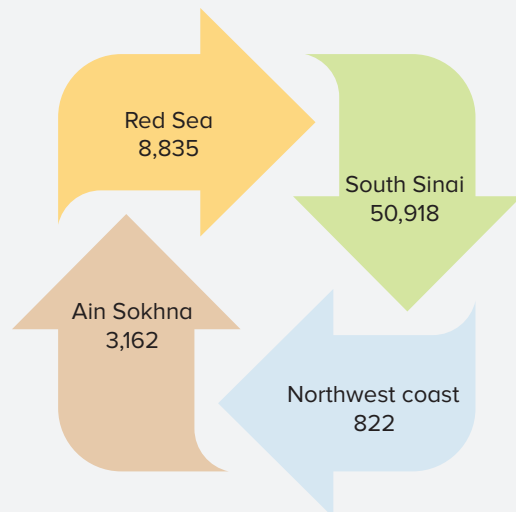 Red Sea
8,835
South Sinai
50,918
Northwest coast
822
Ain Sokhna
3,162